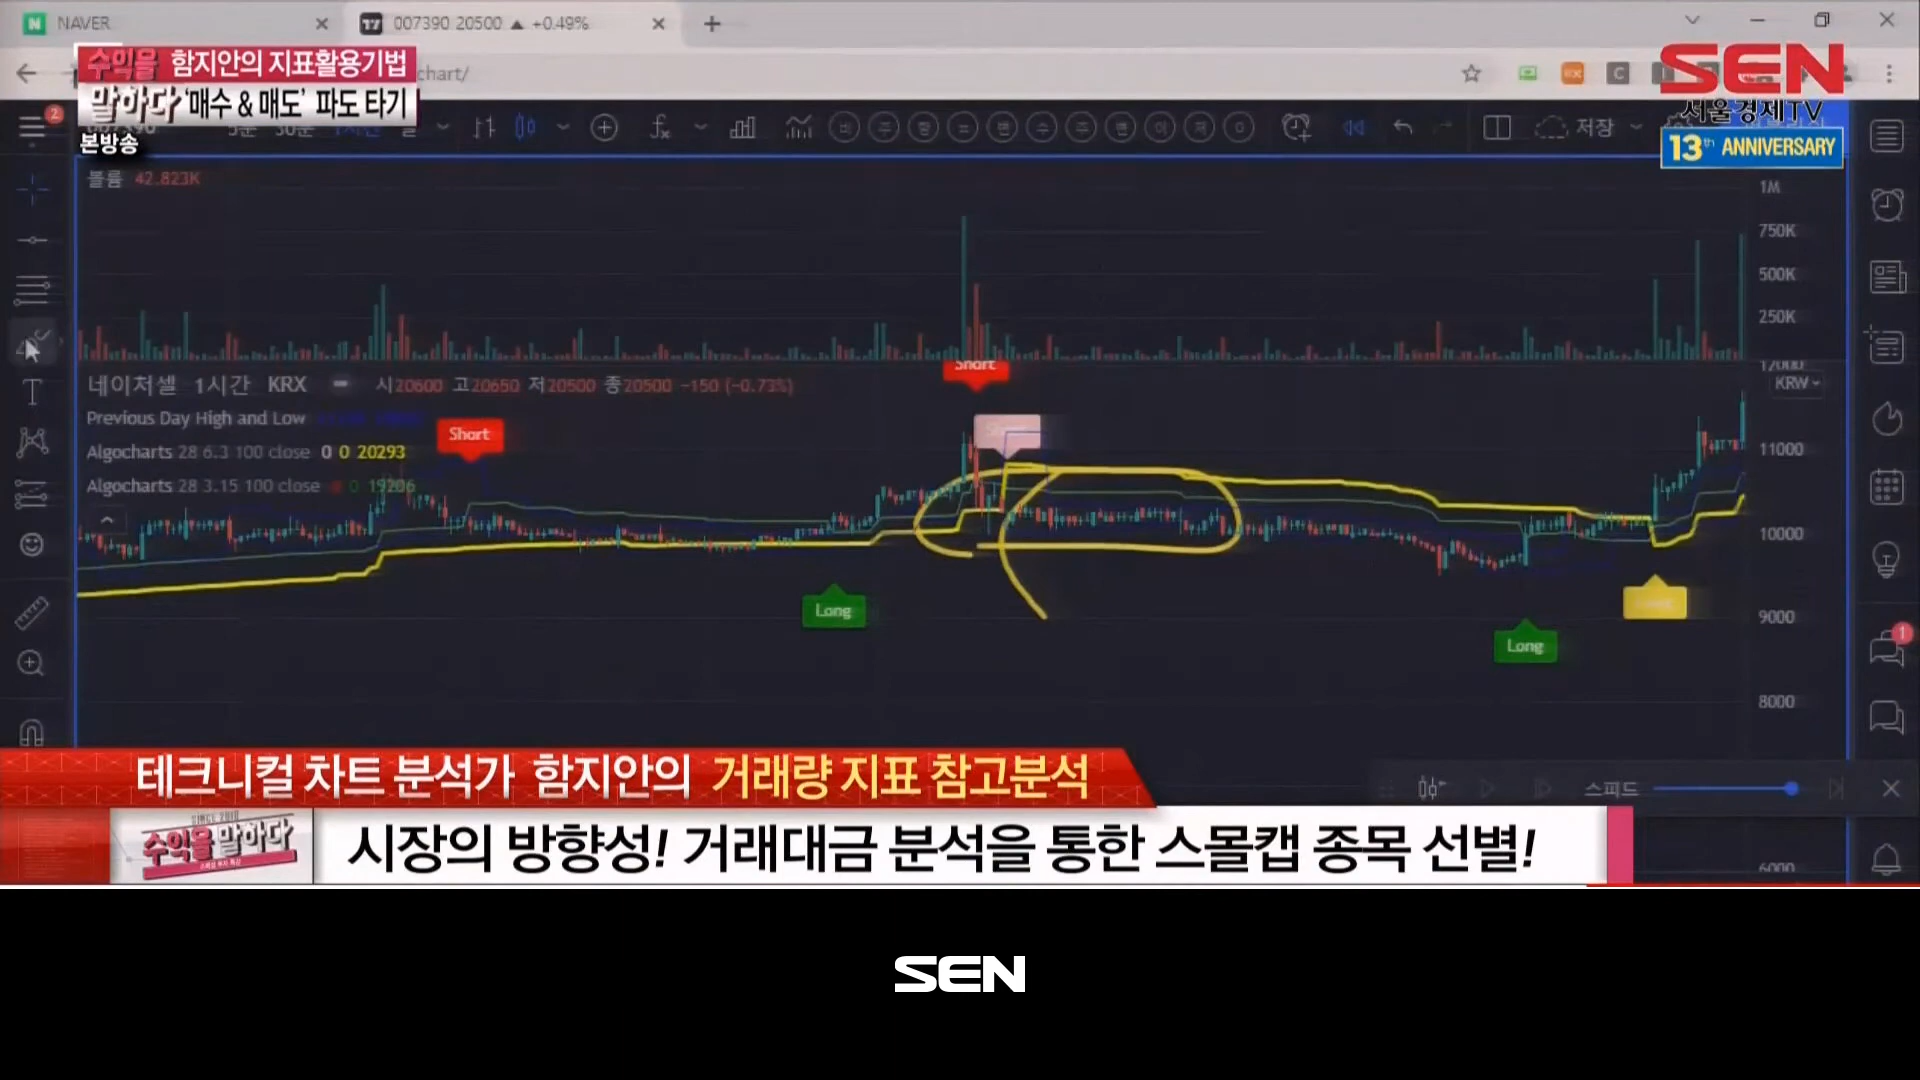 NAVER
007390 20500 ▲ +0.49%
chart/
수익을 함지안의 지표활용기법
말하다 '매수 & 매도' 파도 타기
본방송
SEN
서울경제TV
13th ANNIVERSARY
저장
2
볼륨 42.823K
1M
750K
500K
250K
네이처셀 1시간 KRX 시20600 고20650 저20500 종20500 -150 (-0.73%)
KRW
Previous Day High and Low
Algocharts 28 6.3 100 close 0 0 20293
Algocharts 28 3.15 100 close 0 19206
Short
Short
Long
Long
12000
11000
10000
9000
8000
6000
1
스피드
테크니컬 차트 분석가 함지안의 거래량 지표 참고분석
수익을 말하다
시장의 방향성! 거래대금 분석을 통한 스몰캡 종목 선별!
SEN